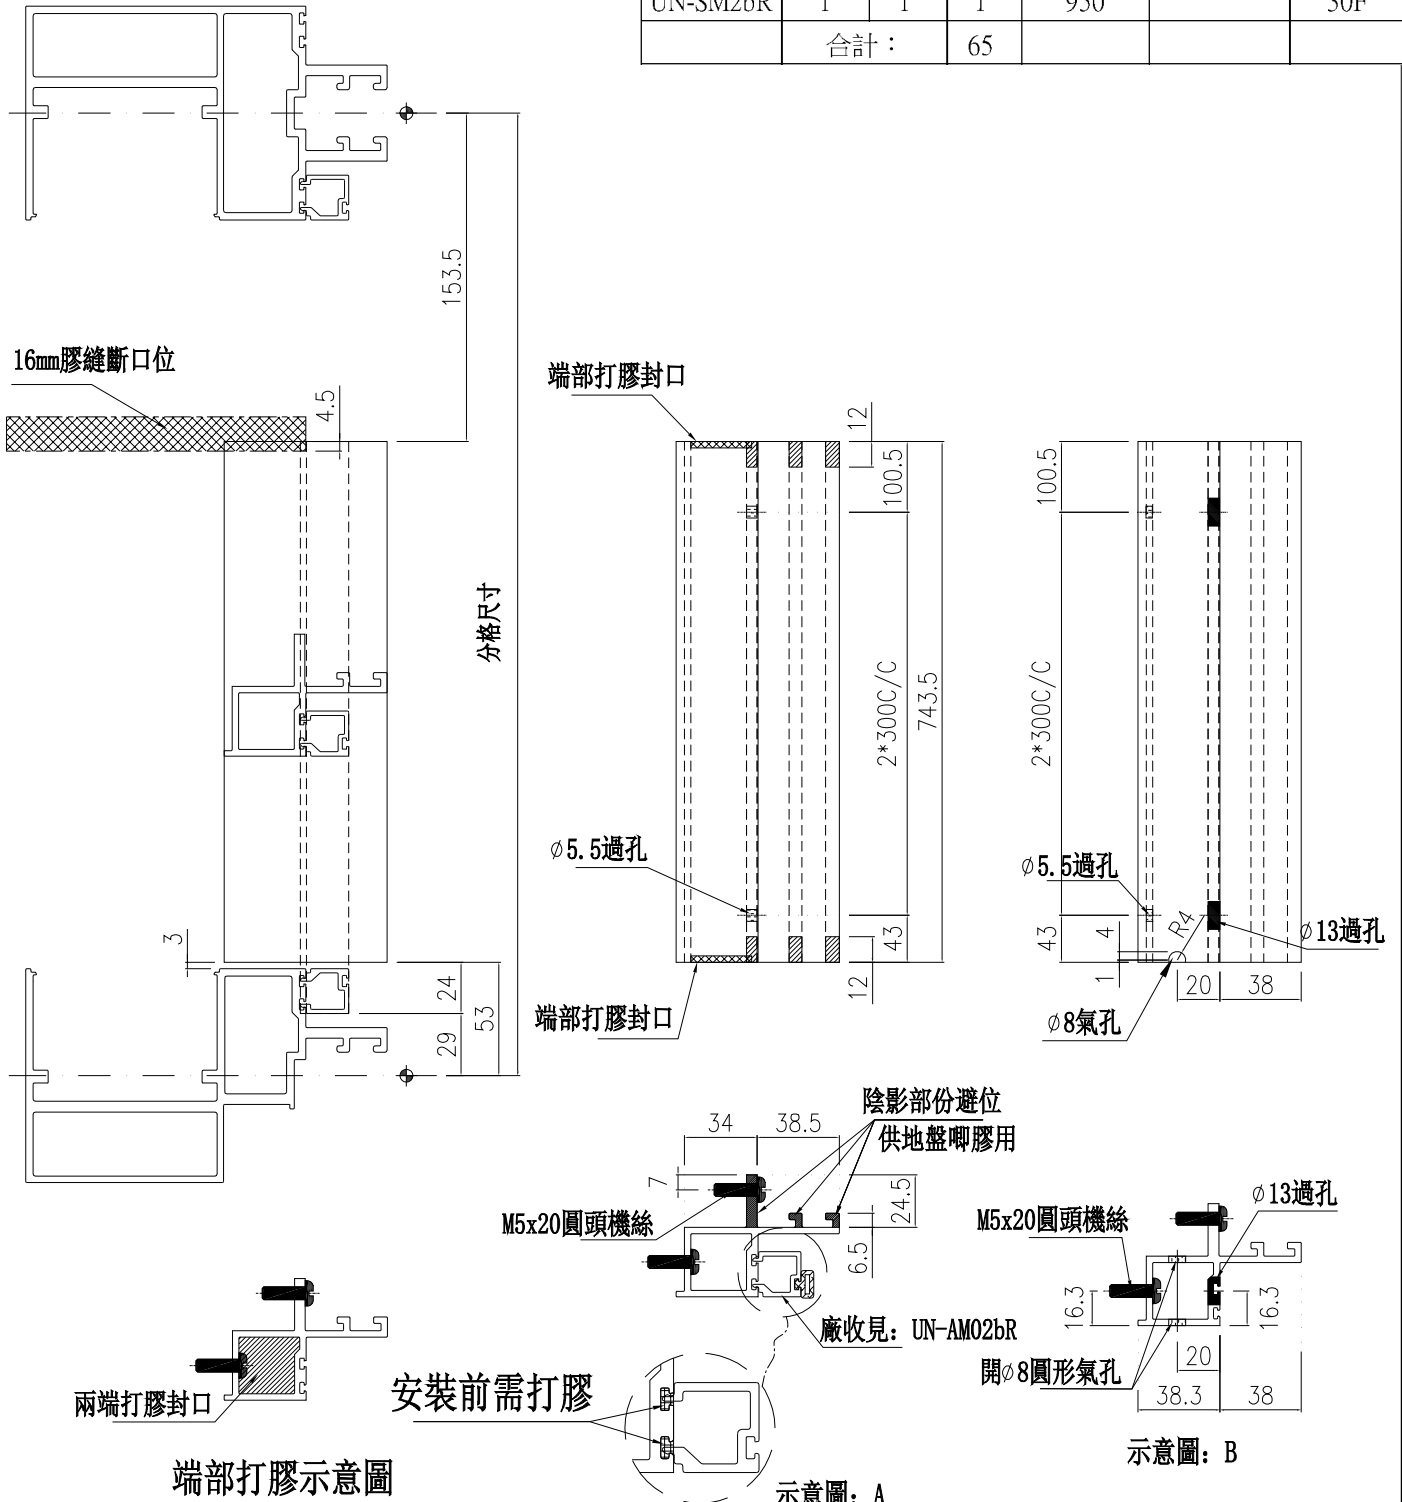 UN-SM2bR 1 1 1 950 50F
合計： 65
153.5
16mm膠縫斷口位
4.5
分格尺寸
3
24
29
53
端部打膠封口
12
100.5
2*300C/C
743.5
∅5.5過孔
43
12
端部打膠封口
100.5
2*300C/C
∅5.5過孔
43
4
1
R4
∅13過孔
20
38
∅8氣孔
陰影部份避位
供地盤唧膠用
34
38.5
7
24.5
6.5
M5x20圓頭機絲
廠收見: UN-AM02bR
∅13過孔
M5x20圓頭機絲
16.3
16.3
20
開∅8圓形氣孔
38.3
38
示意圖: B
兩端打膠封口
端部打膠示意圖
安裝前需打膠
示意圖: A